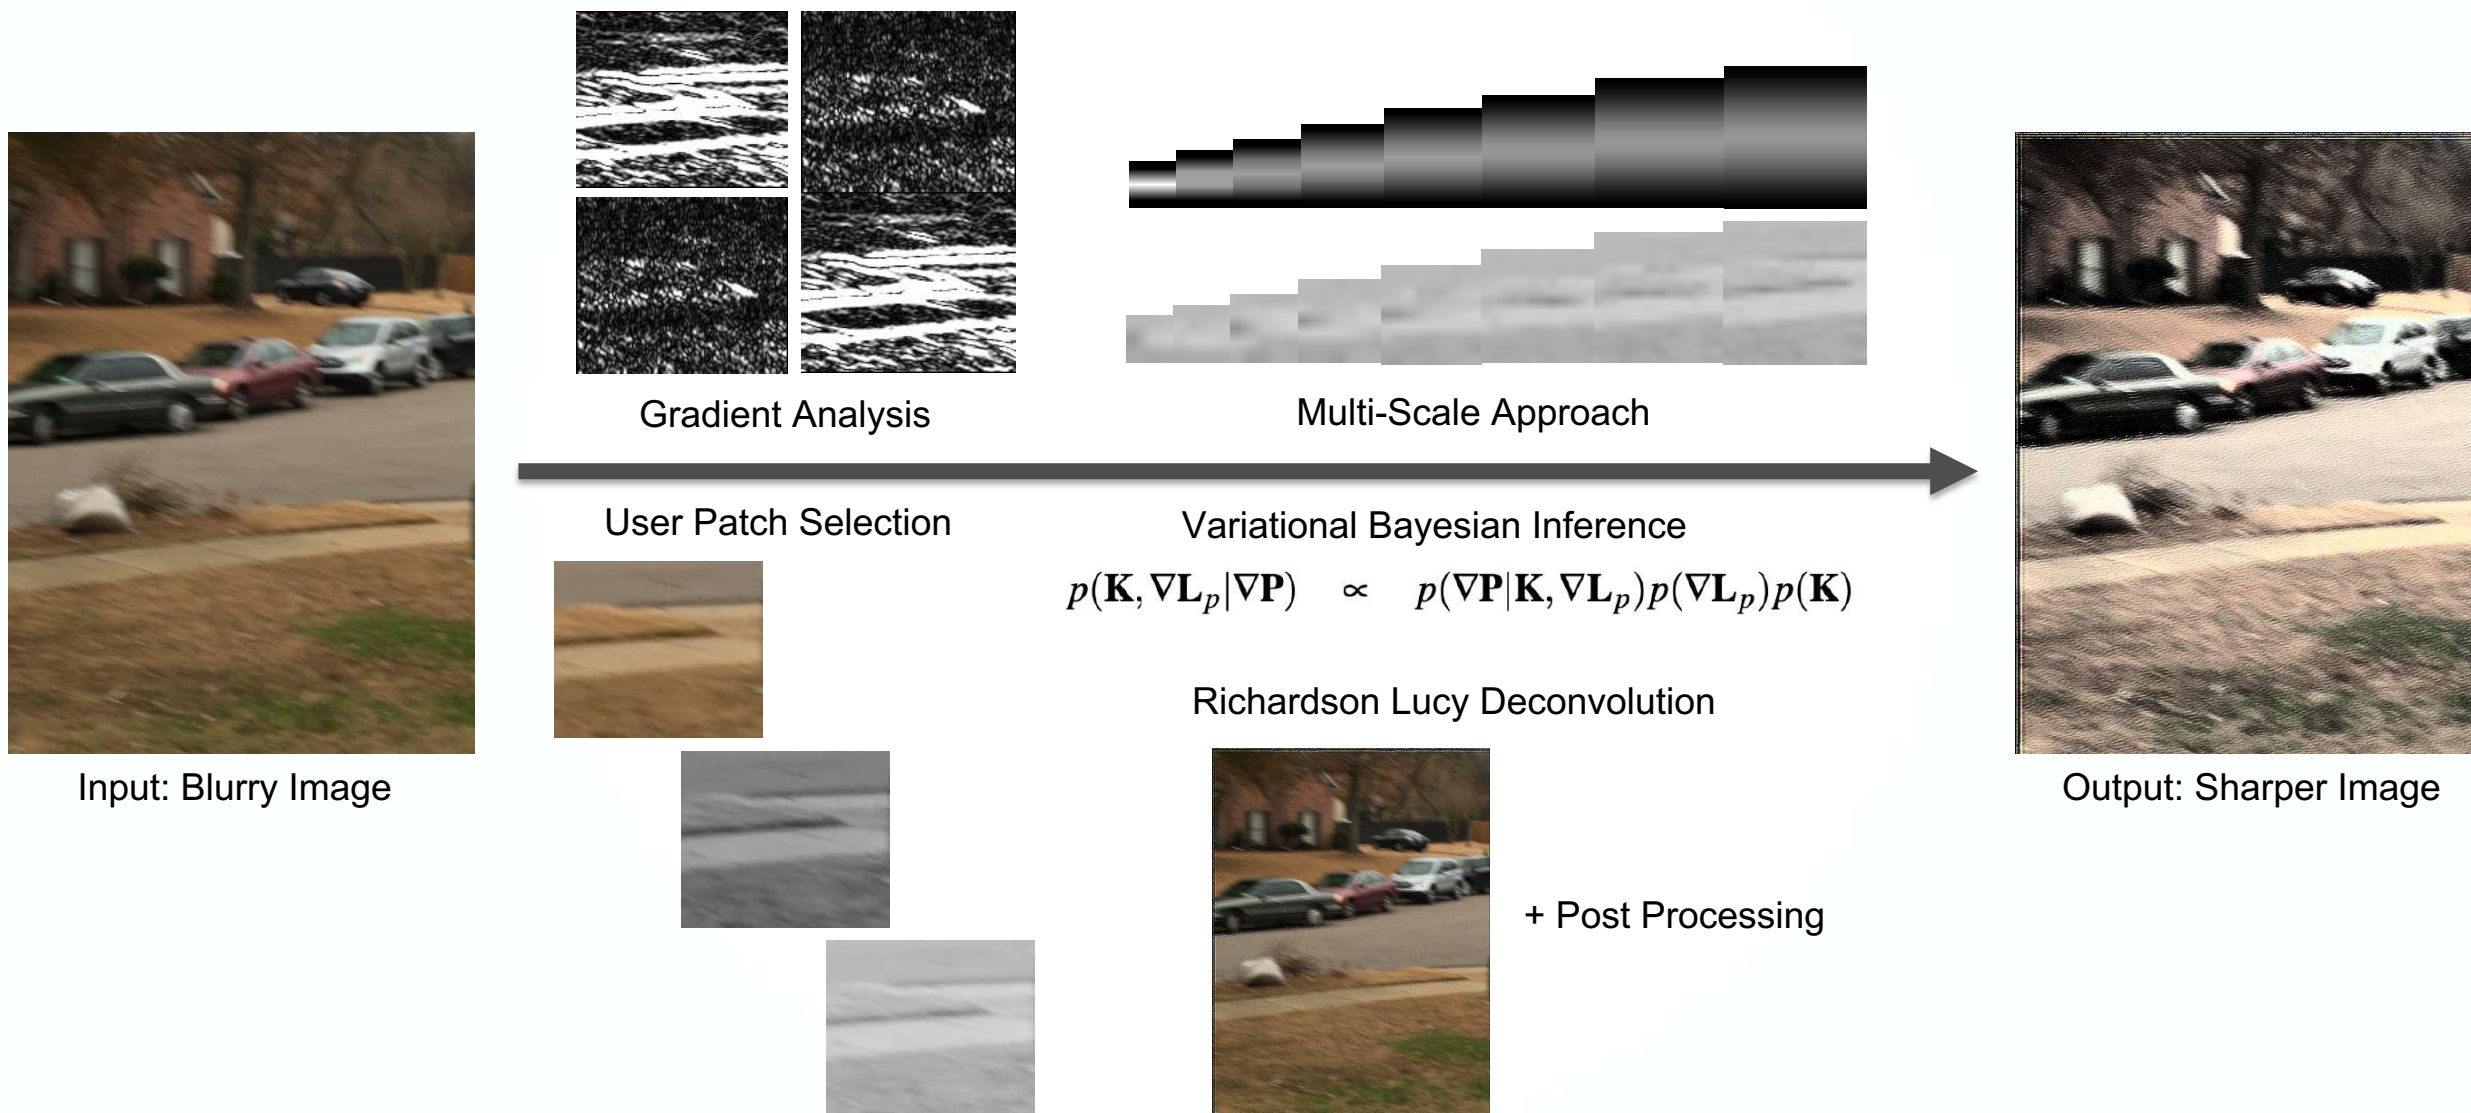 Gradient Analysis
Multi-Scale Approach
User Patch Selection
Variational Bayesian Inference
p(K, ∇L_p|∇P) ∝ p(∇P|K, ∇L_p)p(∇L_p)p(K)
Richardson Lucy Deconvolution
Input: Blurry Image
Output: Sharper Image
+ Post Processing